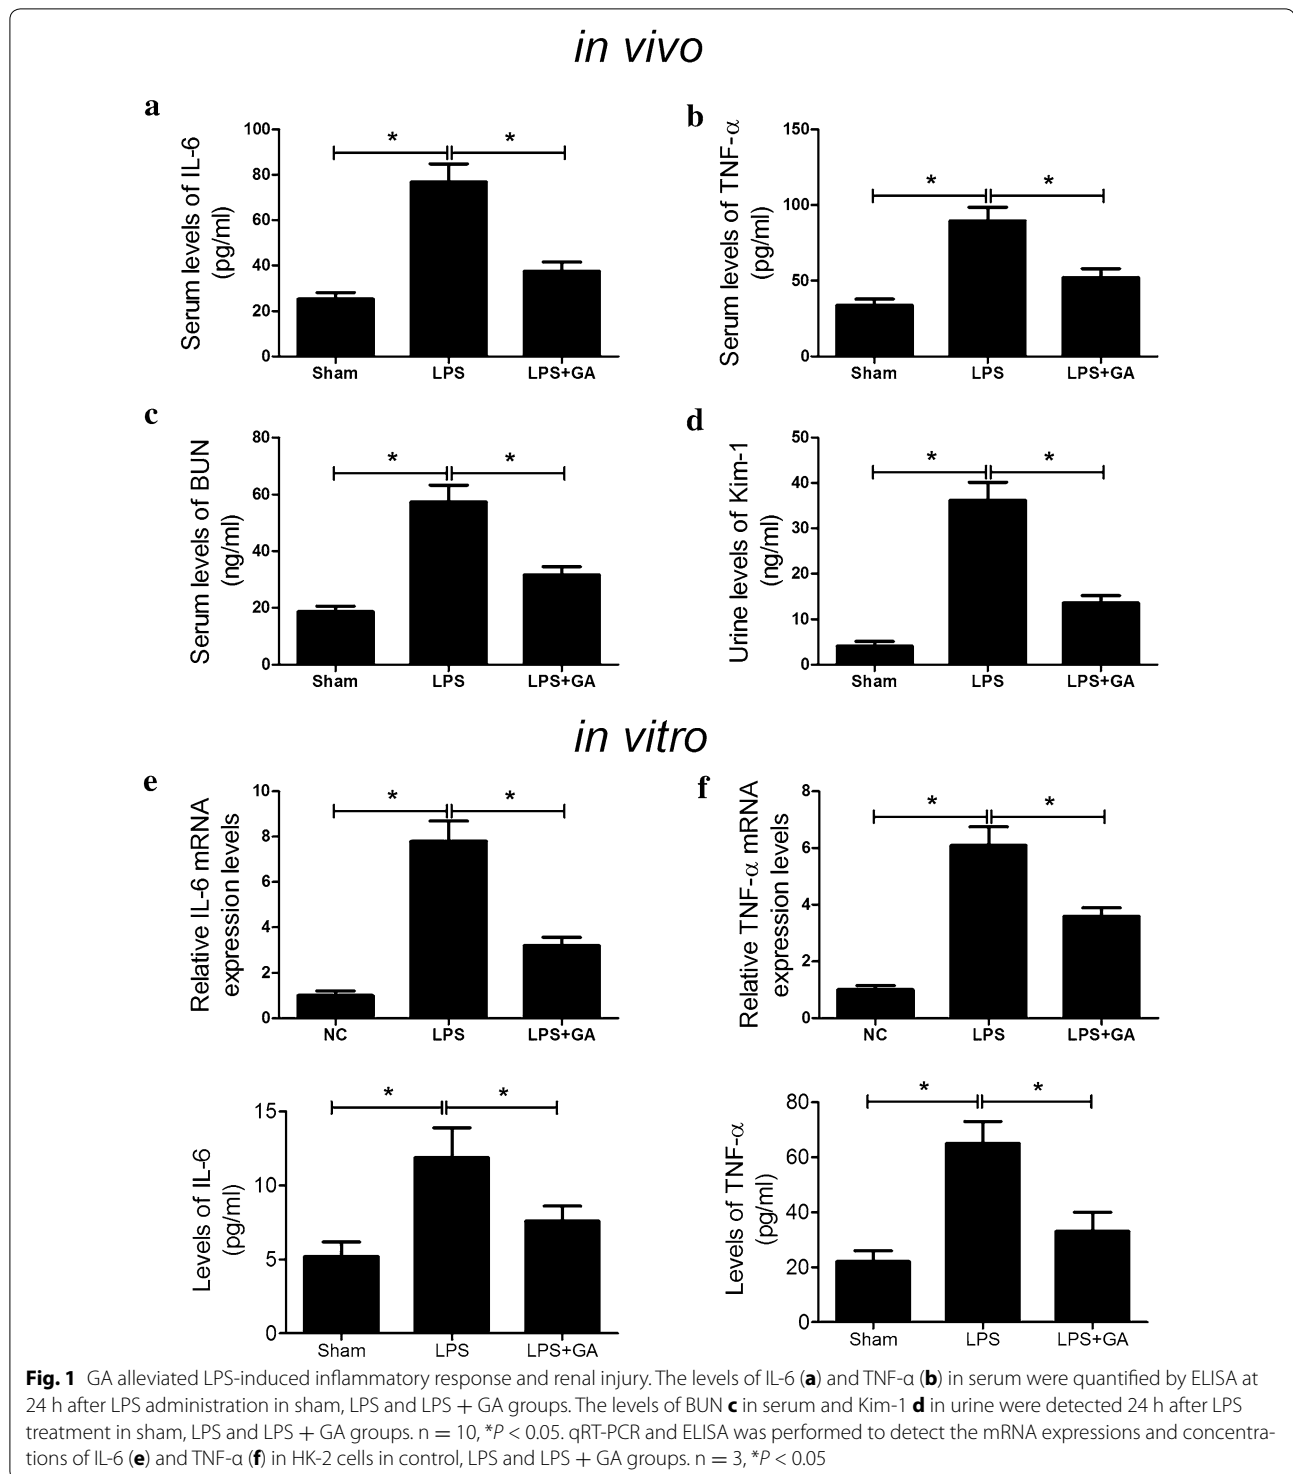 in vivo
a
Serum levels of IL-6
(pg/ml)
100
80
60
40
20
0
*
*
Sham
LPS
LPS+GA
b
Serum levels of TNF-α
(pg/ml)
150
100
50
0
*
*
Sham
LPS
LPS+GA
c
Serum levels of BUN
(ng/ml)
80
60
40
20
0
*
*
Sham
LPS
LPS+GA
d
Urine levels of Kim-1
(ng/ml)
50
40
30
20
10
0
*
*
Sham
LPS
LPS+GA
in vitro
e
Relative IL-6 mRNA
expression levels
10
8
6
4
2
0
*
*
NC
LPS
LPS+GA
f
Relative TNF-α mRNA
expression levels
8
6
4
2
0
*
*
NC
LPS
LPS+GA
Levels of IL-6
(pg/ml)
15
10
5
0
*
*
Sham
LPS
LPS+GA
Levels of TNF-α
(pg/ml)
80
60
40
20
0
*
*
Sham
LPS
LPS+GA
Fig. 1 GA alleviated LPS-induced inflammatory response and renal injury. The levels of IL-6 (a) and TNF-α (b) in serum were quantified by ELISA at
24 h after LPS administration in sham, LPS and LPS + GA groups. The levels of BUN c in serum and Kim-1 d in urine were detected 24 h after LPS
treatment in sham, LPS and LPS + GA groups. n = 10, *P < 0.05. qRT-PCR and ELISA was performed to detect the mRNA expressions and concentra-
tions of IL-6 (e) and TNF-α (f) in HK-2 cells in control, LPS and LPS + GA groups. n = 3, *P < 0.05